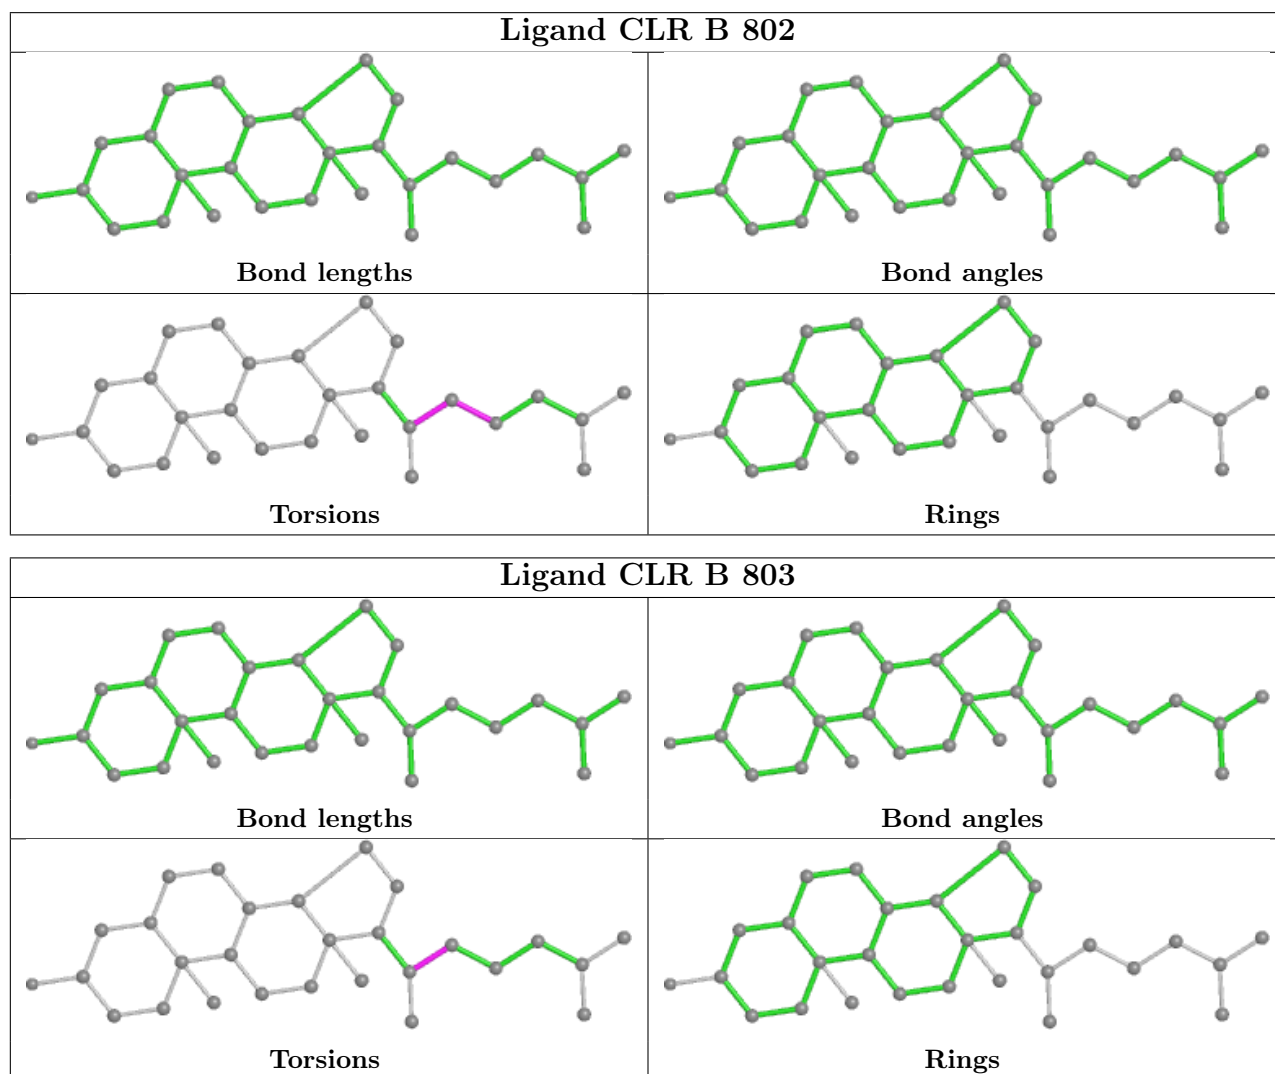 Ligand CLR B 802
Bond lengths
Bond angles
Torsions
Rings
Ligand CLR B 803
Bond lengths
Bond angles
Torsions
Rings